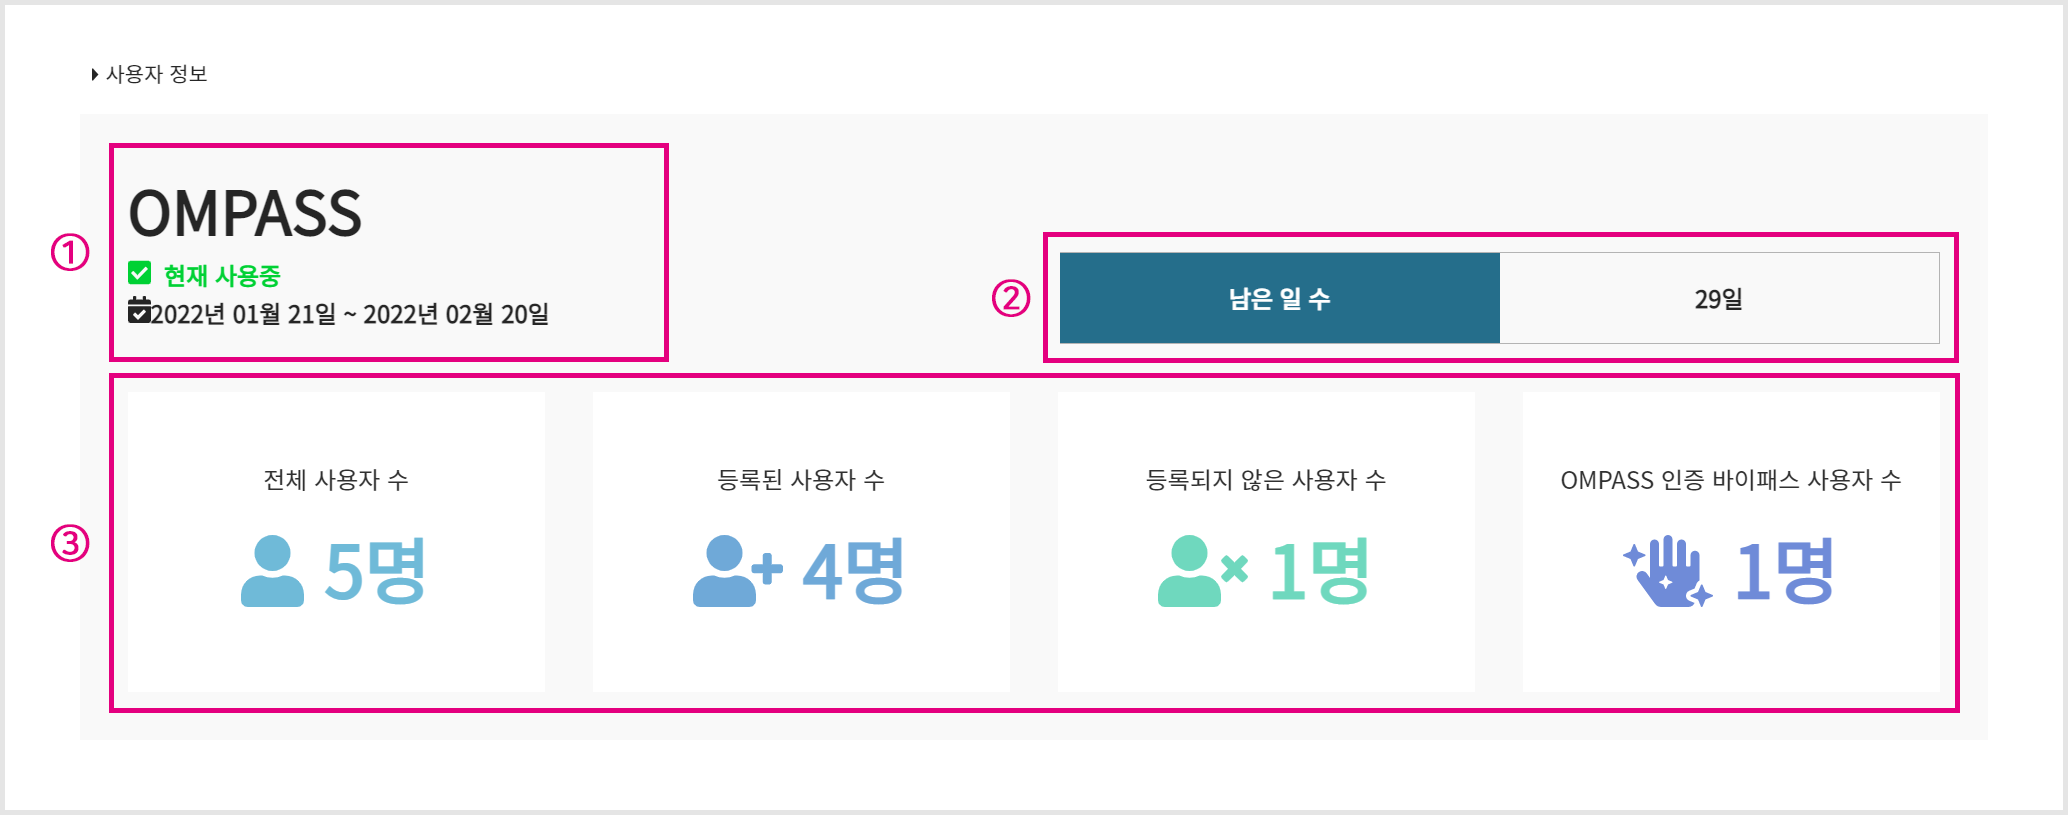 사용자 정보
①
OMPASS
현재 사용중
2022년 01월 21일 ~ 2022년 02월 20일
②
남은 일 수
29일
③
전체 사용자 수
5명
등록된 사용자 수
4명
등록되지 않은 사용자 수
1명
OMPASS 인증 바이패스 사용자 수
1명